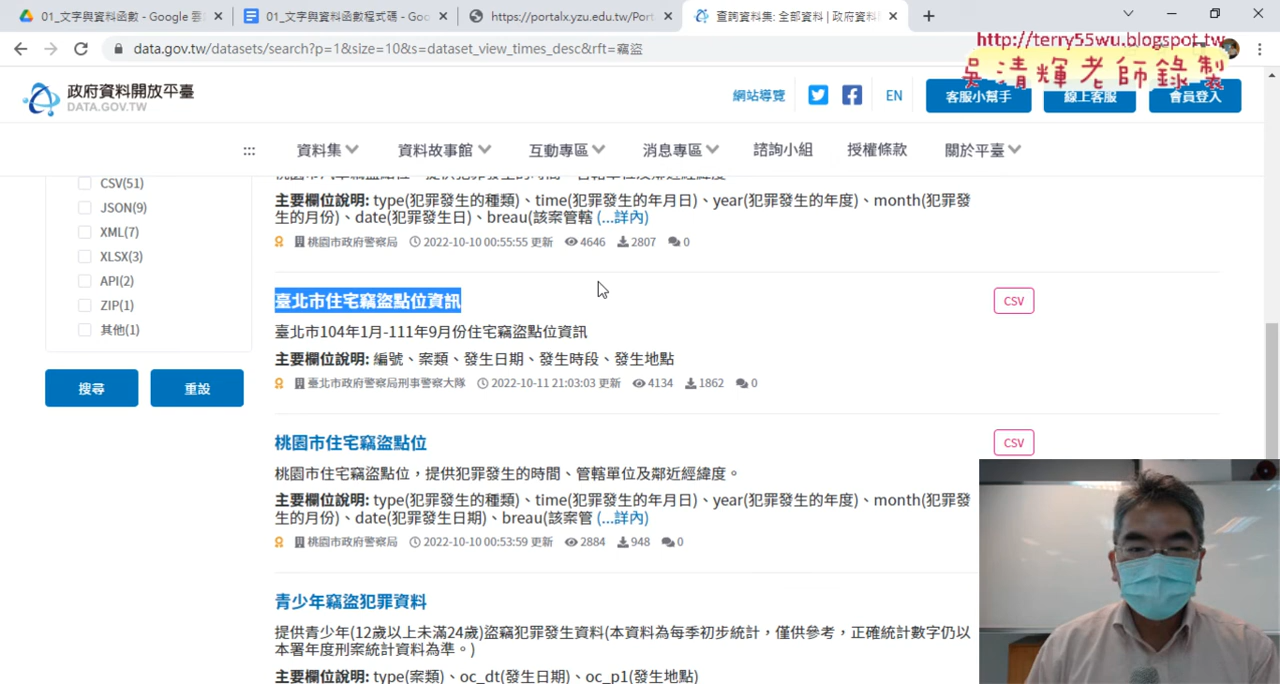 01_文字與資料函數 - Google 雲
01_文字與資料函數程式碼 - Goo
https://portalx.yzu.edu.tw/Port
查詢資料集: 全部資料 | 政府資料
data.gov.tw/datasets/search?p=1&size=10&s=dataset_view_times_desc&rft=竊盜
http://terry55wu.blogspot.tw
吳清輝老師錄製
政府資料開放平臺
DATA.GOV.TW
網站導覽
EN
客服小幫手
線上客服
會員登入
資料集
資料故事館
互動專區
消息專區
諮詢小組
授權條款
關於平臺
CSV(51)
JSON(9)
XML(7)
XLSX(3)
API(2)
ZIP(1)
其他(1)
搜尋
重設
主要欄位說明: type(犯罪發生的種類)、time(犯罪發生的年月日)、year(犯罪發生的年度)、month(犯罪發
生的月份)、date(犯罪發生日)、breau(該案管轄 (...詳內)
桃園市政府警察局 2022-10-10 00:55:55 更新 4646 2807 0
臺北市住宅竊盜點位資訊
CSV
臺北市104年1月-111年9月份住宅竊盜點位資訊
主要欄位說明: 編號、案類、發生日期、發生時段、發生地點
臺北市政府警察局刑事警察大隊 2022-10-11 21:03:03 更新 4134 1862 0
桃園市住宅竊盜點位
CSV
桃園市住宅竊盜點位，提供犯罪發生的時間、管轄單位及鄰近經緯度。
主要欄位說明: type(犯罪發生的種類)、time(犯罪發生的年月日)、year(犯罪發生的年度)、month(犯罪發
生的月份)、date(犯罪發生日期)、breau(該案管 (...詳內)
桃園市政府警察局 2022-10-10 00:53:59 更新 2884 948 0
青少年竊盜犯罪資料
提供青少年(12歲以上未滿24歲)盜竊犯罪發生資料(本資料為每季初步統計，僅供參考，正確統計數字仍以
本署年度刑案統計資料為準。)
主要欄位說明: type(案類)、oc_dt(發生日期)、oc_p1(發生地點)